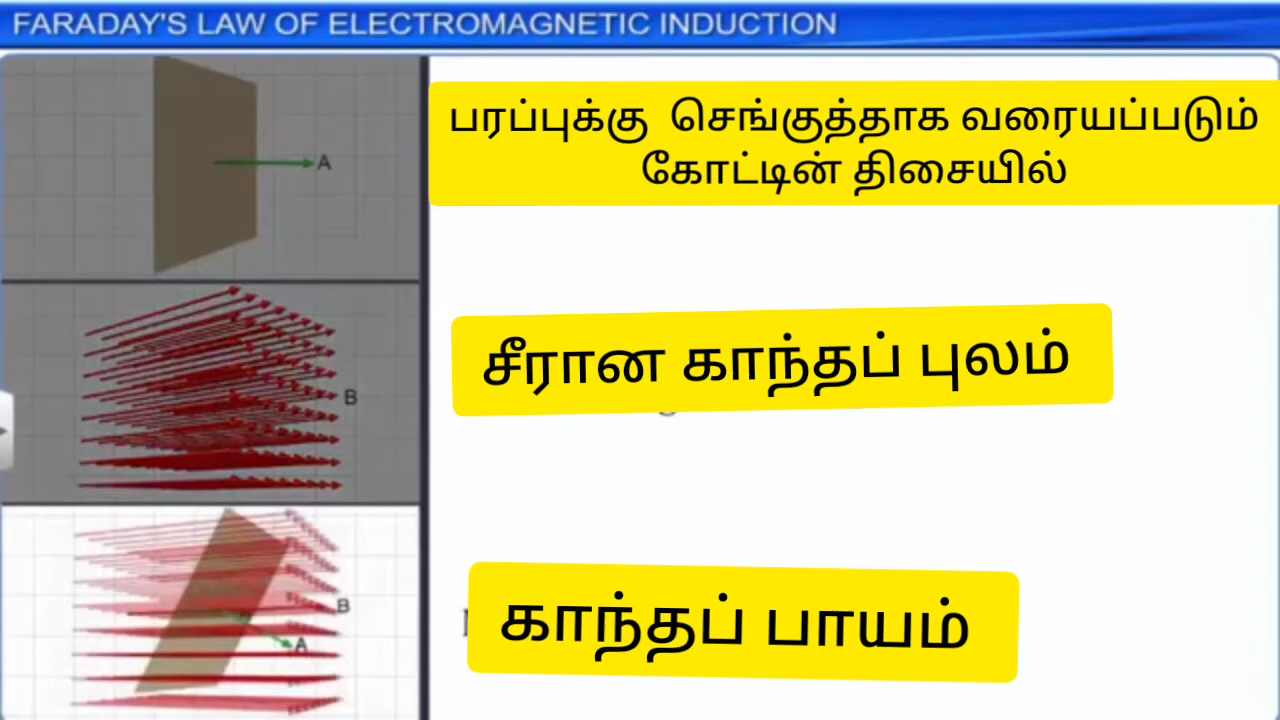 FARADAY'S LAW OF ELECTROMAGNETIC INDUCTION
A
பரப்புக்கு செங்குத்தாக வரையப்படும்
கோட்டின் திசையில்
B
சீரான காந்தப் புலம்
B
A
காந்தப் பாயம்